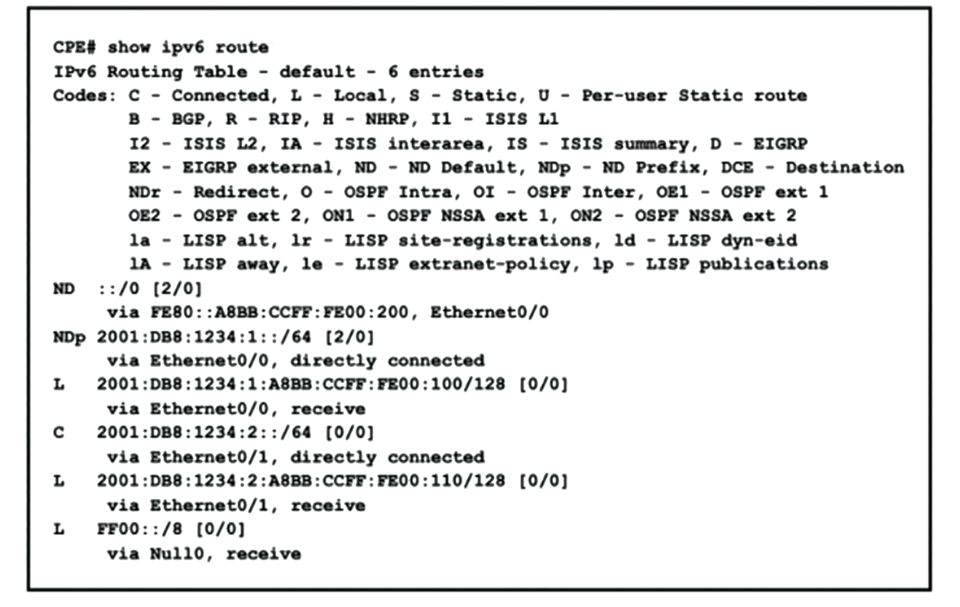 CPE# show ipv6 route
IPv6 Routing Table - default - 6 entries
Codes: C - Connected, L - Local, S - Static, U - Per-user Static route
B - BGP, R - RIP, H - NHRP, I1 - ISIS L1
I2 - ISIS L2, IA - ISIS interarea, IS - ISIS summary, D - EIGRP
EX - EIGRP external, ND - ND Default, NDp - ND Prefix, DCE - Destination
NDr - Redirect, O - OSPF Intra, OI - OSPF Inter, OE1 - OSPF ext 1
OE2 - OSPF ext 2, ON1 - OSPF NSSA ext 1, ON2 - OSPF NSSA ext 2
la - LISP alt, lr - LISP site-registrations, ld - LISP dyn-eid
lA - LISP away, le - LISP extranet-policy, lp - LISP publications
ND ::/0 [2/0]
via FE80::A8BB:CCFF:FE00:200, Ethernet0/0
NDp 2001:DB8:1234:1::/64 [2/0]
via Ethernet0/0, directly connected
L 2001:DB8:1234:1:A8BB:CCFF:FE00:100/128 [0/0]
via Ethernet0/0, receive
C 2001:DB8:1234:2::/64 [0/0]
via Ethernet0/1, directly connected
L 2001:DB8:1234:2:A8BB:CCFF:FE00:110/128 [0/0]
via Ethernet0/1, receive
L FF00::/8 [0/0]
via Null0, receive